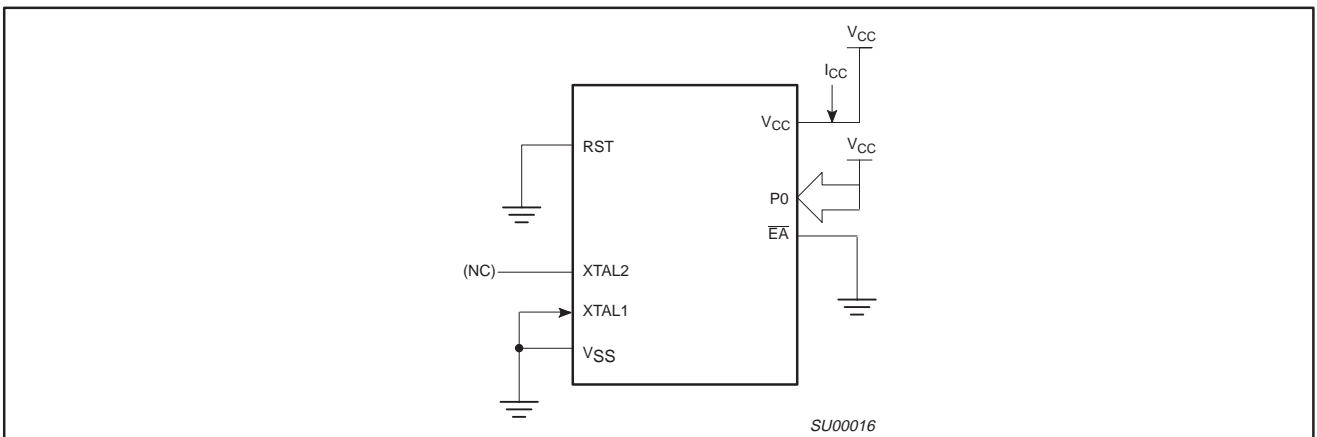 VCC
ICC
VCC
RST
VCC
P0
EA
(NC)
XTAL2
XTAL1
VSS
SU00016